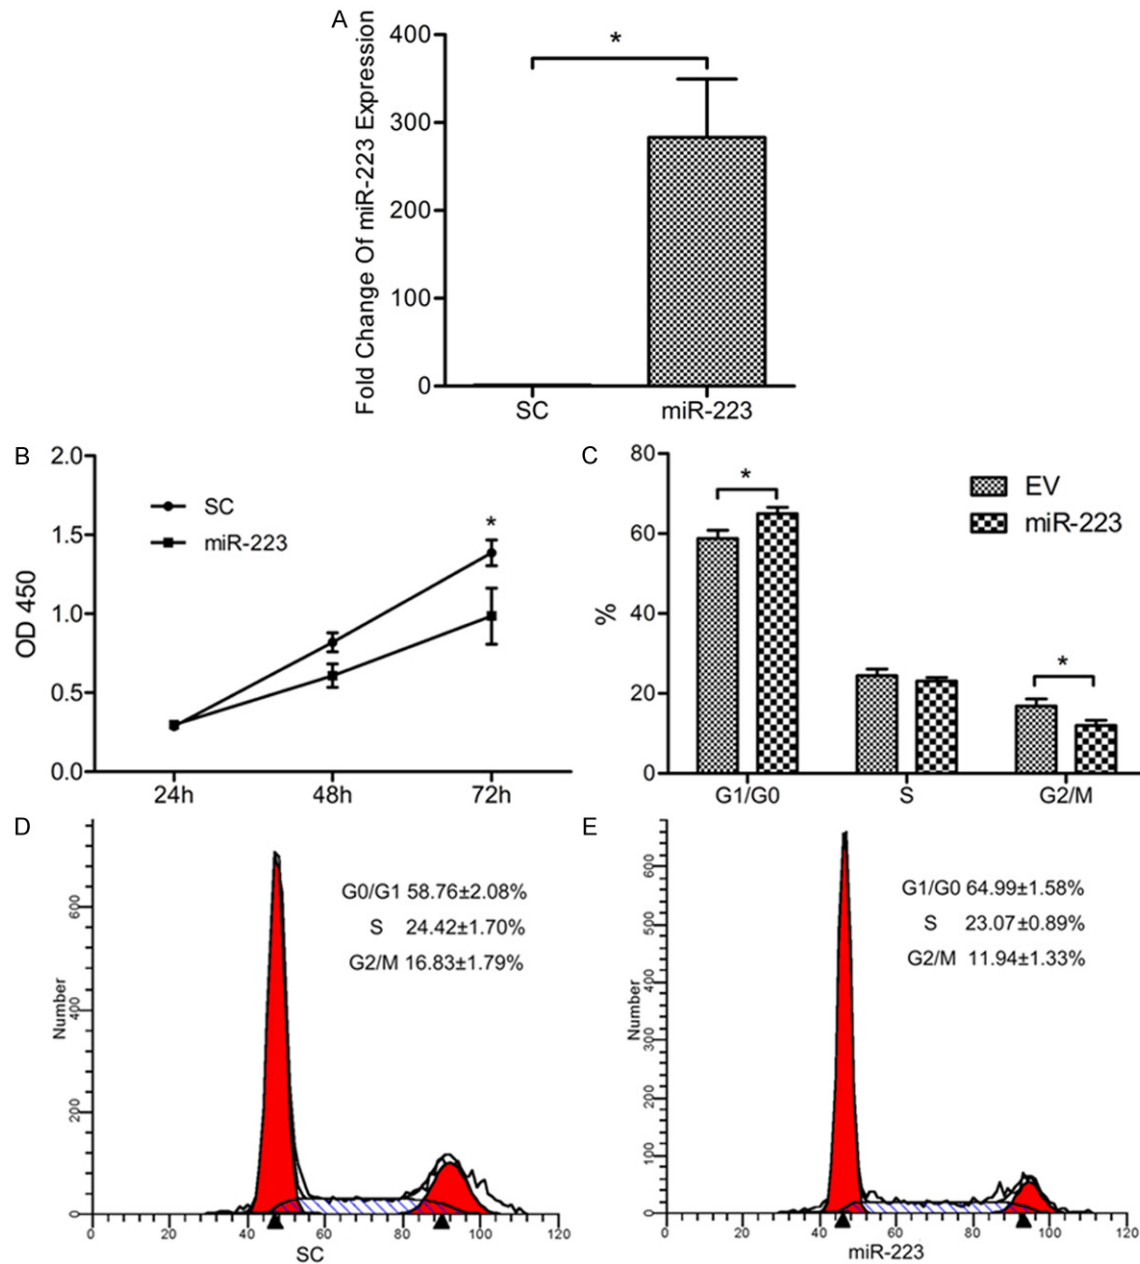 A
Fold Change Of miR-223 Expression
400
300
200
100
0
*
SC
miR-223
B
OD 450
2.0
1.5
1.0
0.5
0.0
SC
miR-223
*
24h
48h
72h
C
%
80
60
40
20
0
*
*
EV
miR-223
G1/G0
S
G2/M
D
Number
600
400
200
0
G0/G1 58.76±2.08%
S 24.42±1.70%
G2/M 16.83±1.79%
0 20 40 60 80 100 120
SC
E
Number
600
500
400
300
200
100
0
G1/G0 64.99±1.58%
S 23.07±0.89%
G2/M 11.94±1.33%
0 20 40 60 80 100 120
miR-223